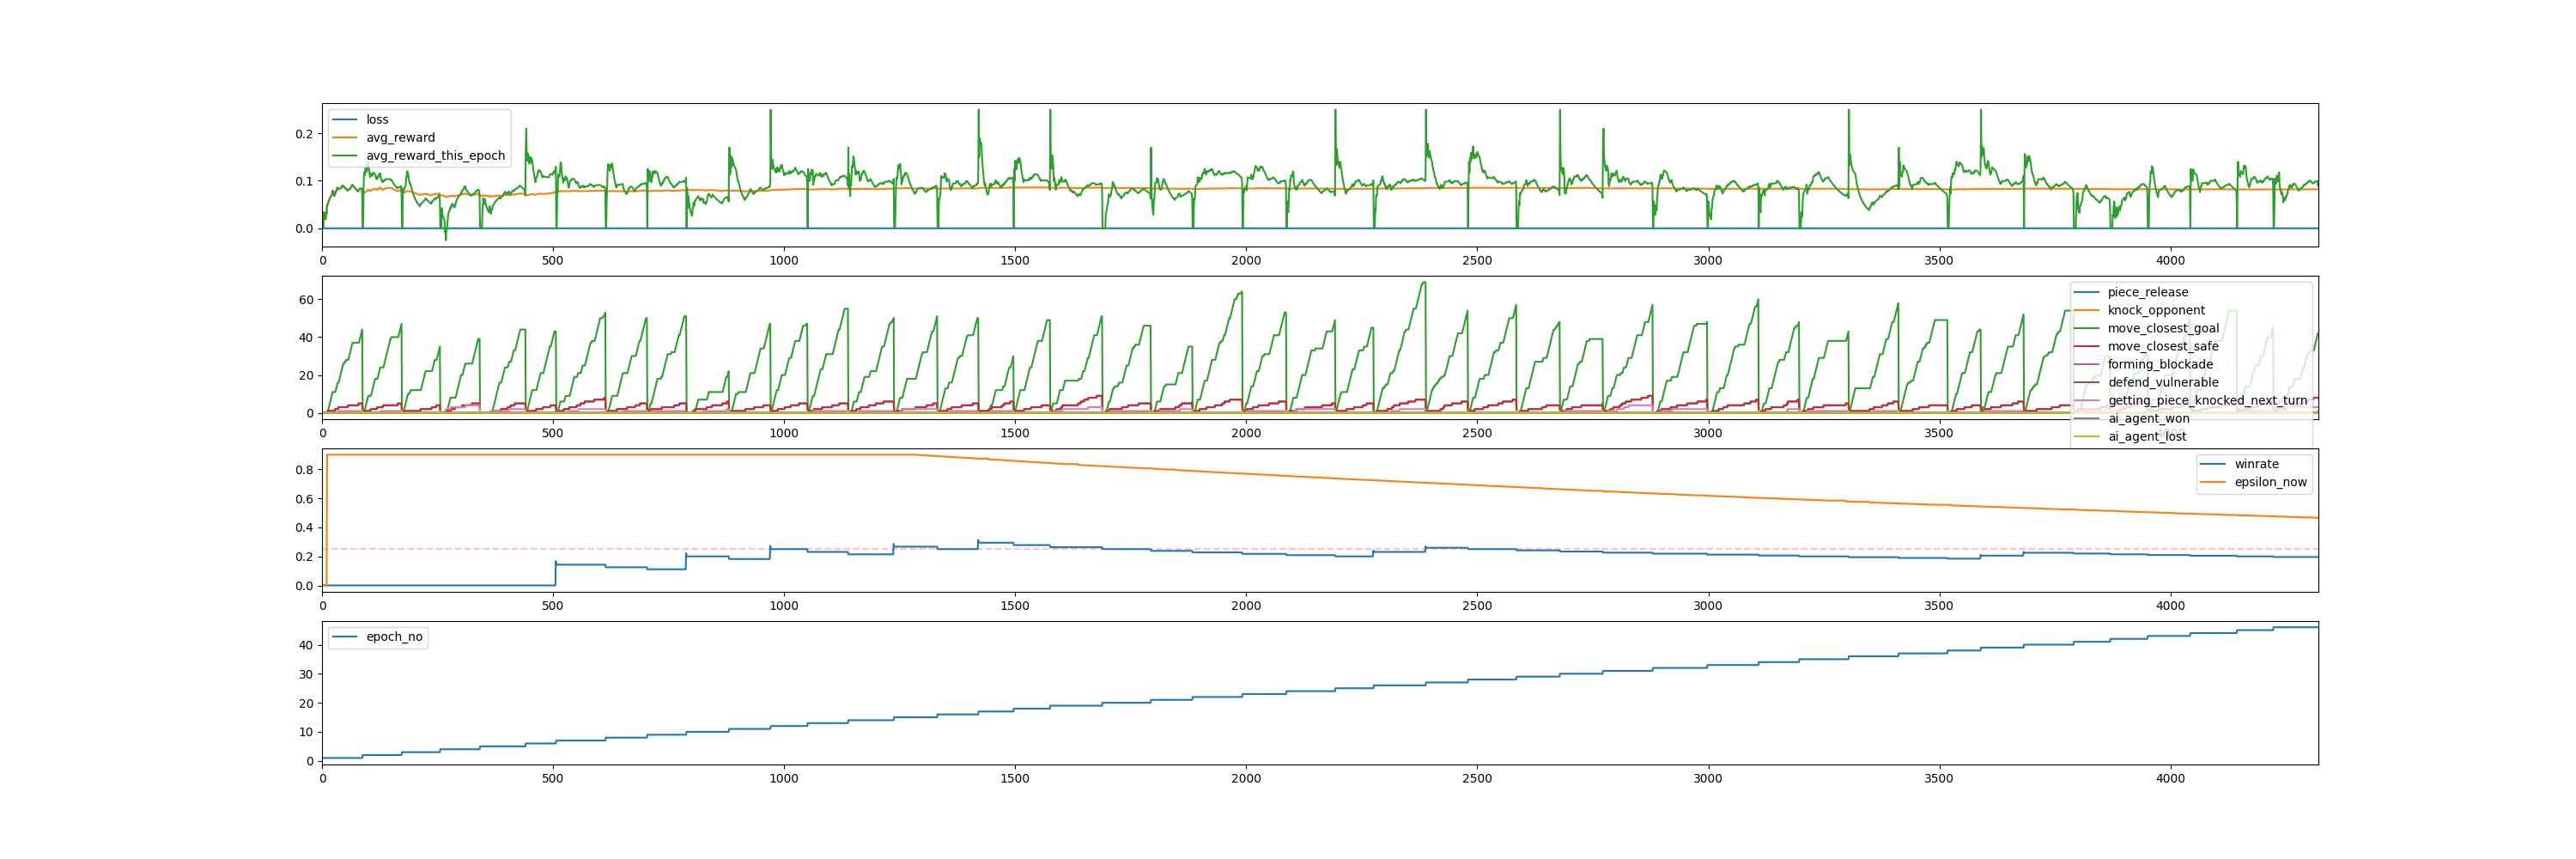 loss
avg_reward
avg_reward_this_epoch
0.2
0.1
0.0
0 500 1000 1500 2000 2500 3000 3500 4000
piece_release
knock_opponent
move_closest_goal
move_closest_safe
forming_blockade
defend_vulnerable
getting_piece_knocked_next_turn
ai_agent_won
ai_agent_lost
60
40
20
0
0 500 1000 1500 2000 2500 3000 3500 4000
winrate
epsilon_now
0.8
0.6
0.4
0.2
0.0
0 500 1000 1500 2000 2500 3000 3500 4000
epoch_no
40
30
20
10
0
0 500 1000 1500 2000 2500 3000 3500 4000